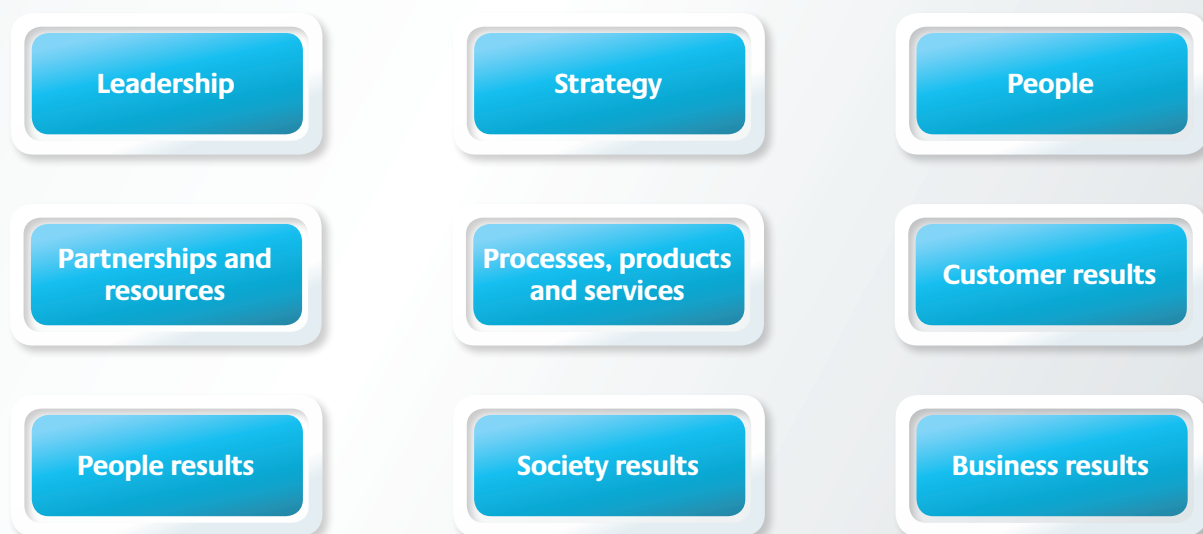 Leadership
Strategy
People
Partnerships and
resources
Processes, products
and services
Customer results
People results
Society results
Business results